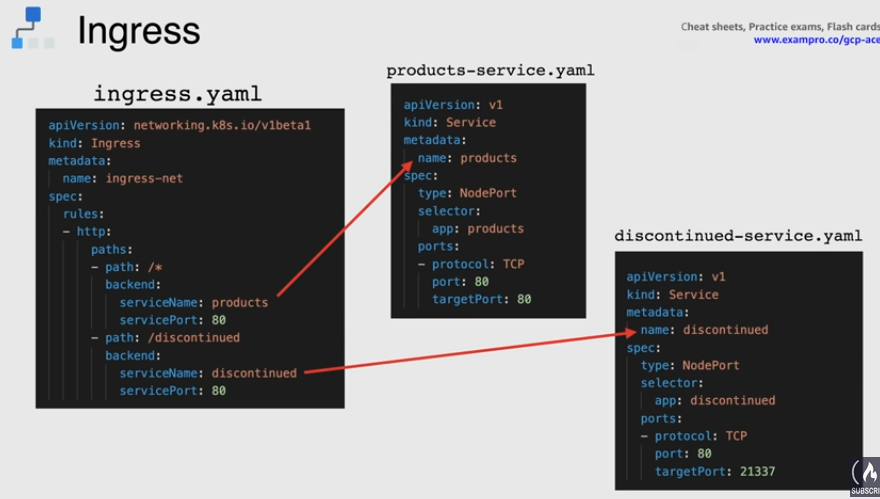 Ingress
Cheat sheets, Practice exams, Flash cards
www.exampro.co/gcp-ace
ingress.yaml
apiVersion: networking.k8s.io/v1beta1
kind: Ingress
metadata:
name: ingress-net
spec:
rules:
- http:
paths:
- path: /*
backend:
serviceName: products
servicePort: 80
- path: /discontinued
backend:
serviceName: discontinued
servicePort: 80
products-service.yaml
apiVersion: v1
kind: Service
metadata:
name: products
spec:
type: NodePort
selector:
app: products
ports:
- protocol: TCP
port: 80
targetPort: 80
discontinued-service.yaml
apiVersion: v1
kind: Service
metadata:
name: discontinued
spec:
type: NodePort
selector:
app: discontinued
ports:
- protocol: TCP
port: 80
targetPort: 21337
SUBSCRI